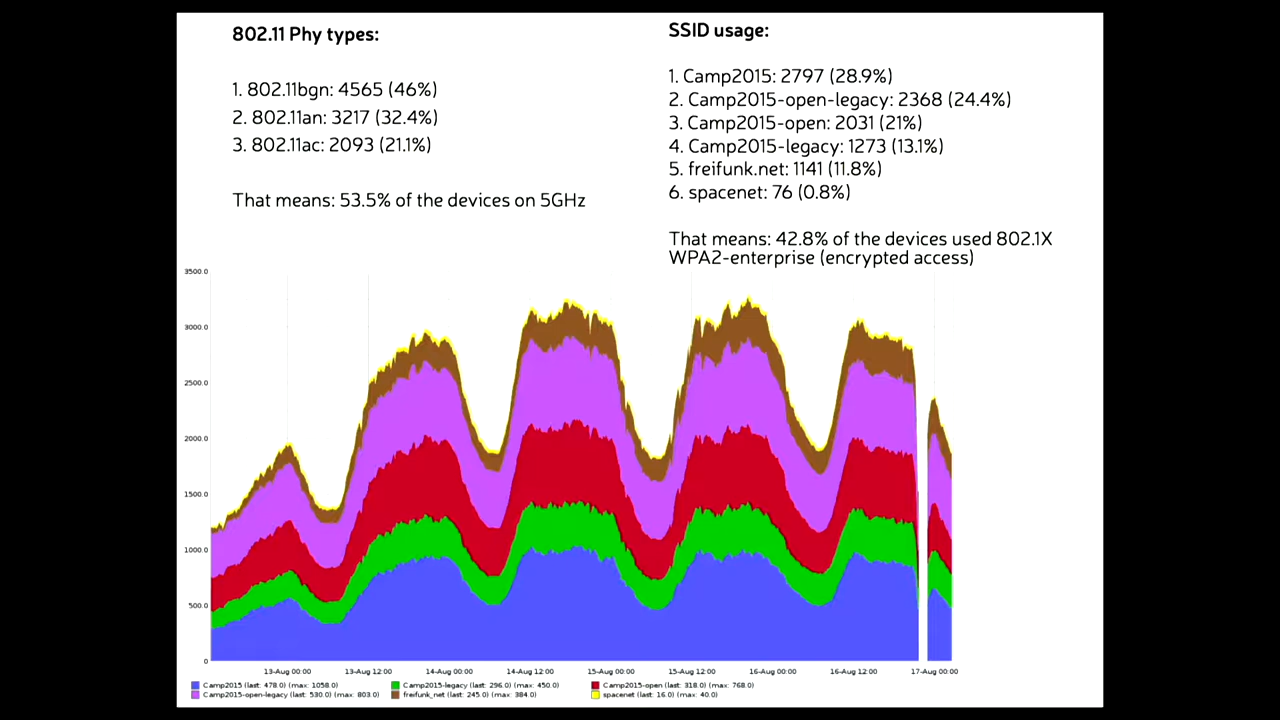 802.11 Phy types:
1. 802.11bgn: 4565 (46%)
2. 802.11an: 3217 (32.4%)
3. 802.11ac: 2093 (21.1%)
That means: 53.5% of the devices on 5GHz
SSID usage:
1. Camp2015: 2797 (28.9%)
2. Camp2015-open-legacy: 2368 (24.4%)
3. Camp2015-open: 2031 (21%)
4. Camp2015-legacy: 1273 (13.1%)
5. freifunk.net: 1141 (11.8%)
6. spacenet: 76 (0.8%)
That means: 42.8% of the devices used 802.1X
WPA2-enterprise (encrypted access)
3500.0
3000.0
2500.0
2000.0
1500.0
1000.0
500.0
0
13-Aug 00:00 13-Aug 12:00 14-Aug 00:00 14-Aug 12:00 15-Aug 00:00 15-Aug 12:00 16-Aug 00:00 16-Aug 12:00 17-Aug 00:00
Camp2015 (last: 478.0) (max: 1058.0) Camp2015-legacy (last: 296.0) (max: 450.0) Camp2015-open (last: 318.0) (max: 768.0)
Camp2015-open-legacy (last: 530.0) (max: 803.0) freifunk_net (last: 245.0) (max: 384.0) spacenet (last: 16.0) (max: 40.0)